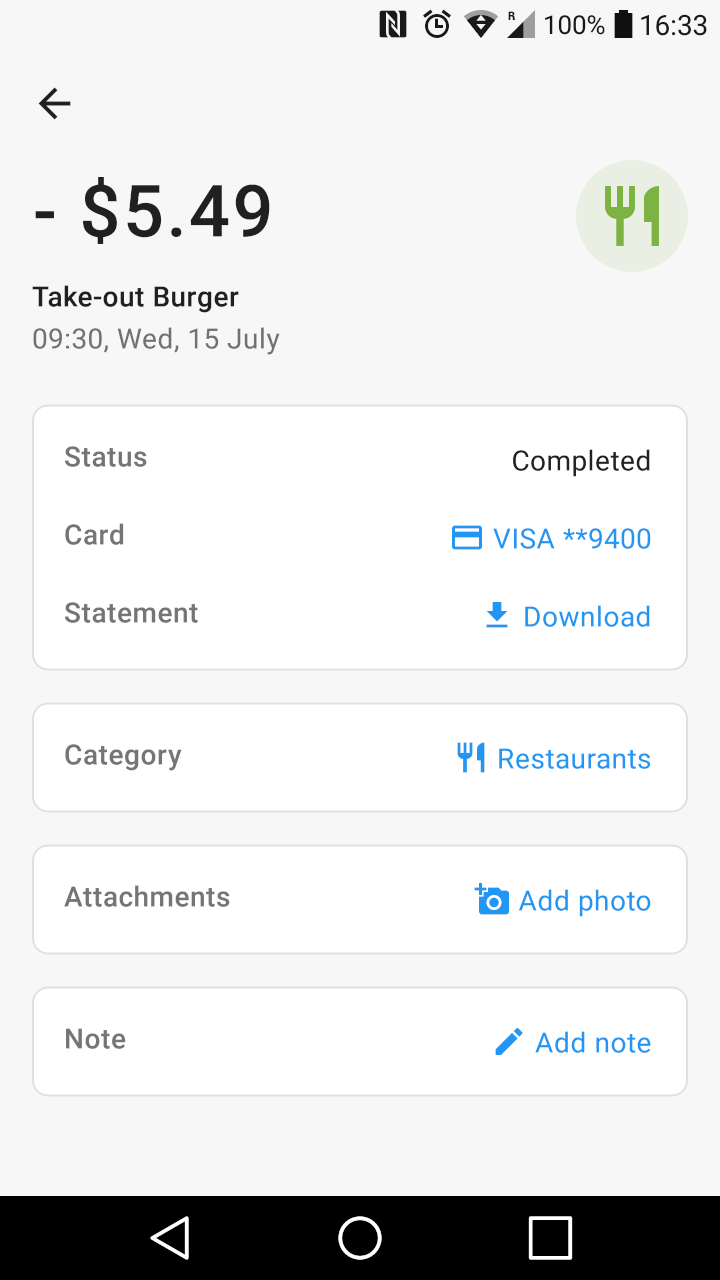 R 100% 16:33
- $5.49
Take-out Burger
09:30, Wed, 15 July
Status Completed
Card VISA **9400
Statement Download
Category Restaurants
Attachments Add photo
Note Add note